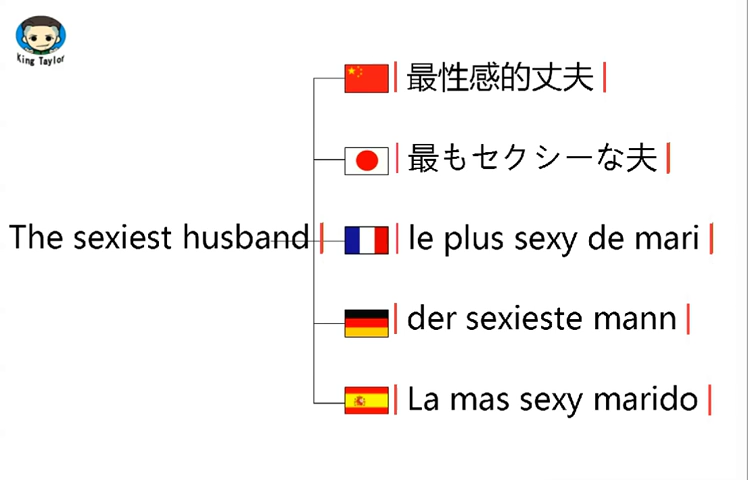 King Taylor
最性感的丈夫
最もセクシーな夫
The sexiest husband
le plus sexy de mari
der sexieste mann
La mas sexy marido